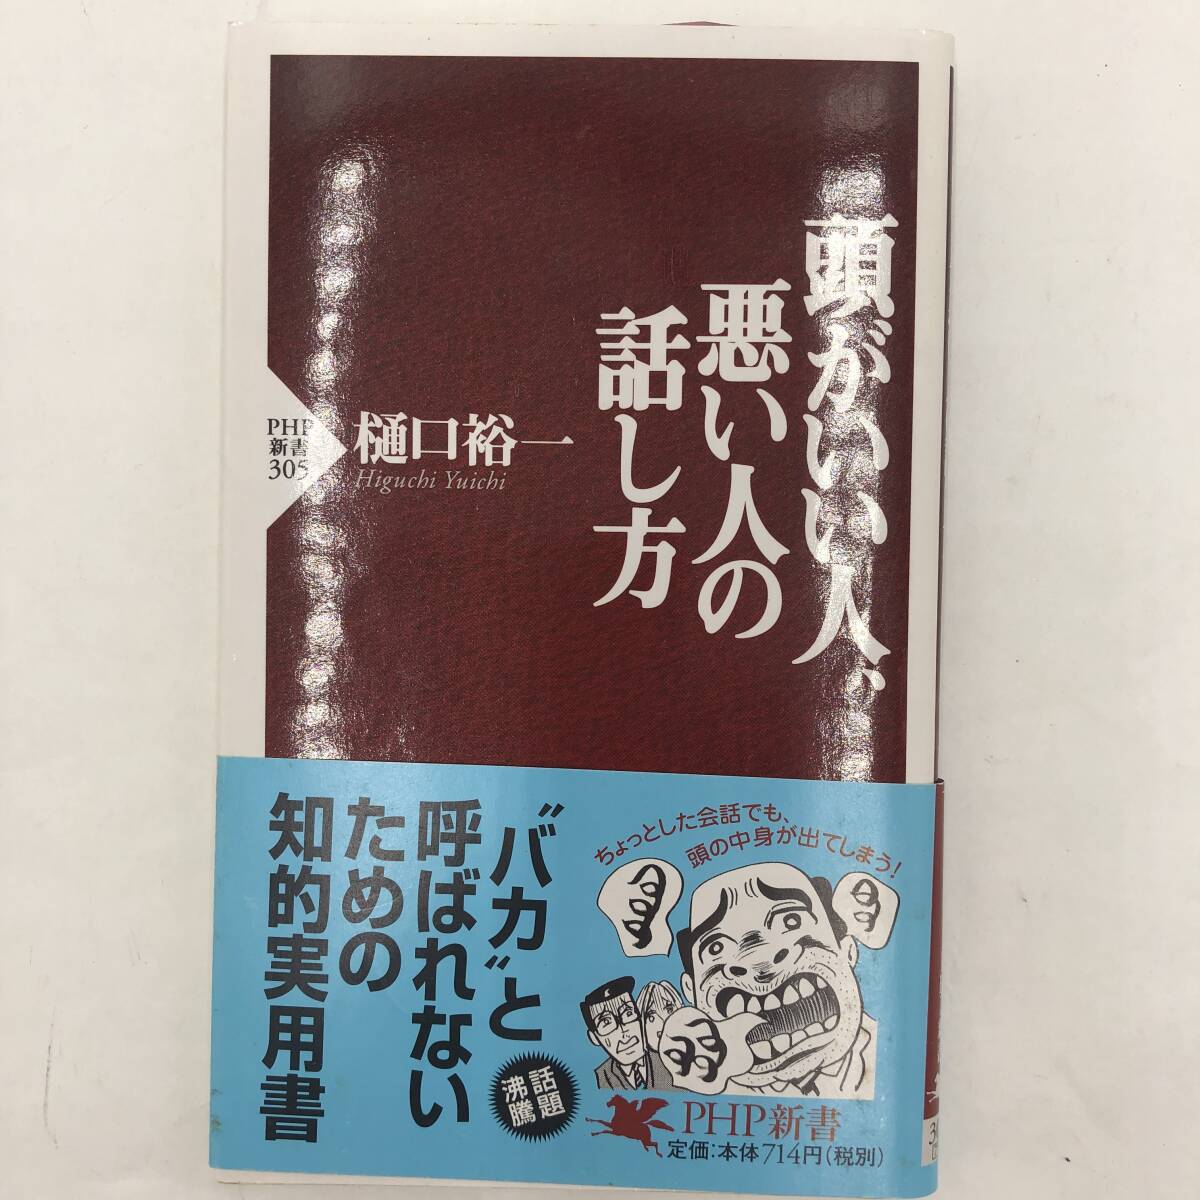 頭がいい人、
悪い人の
話し方
樋口裕一
Higuchi Yuichi
PHP
新書
305
“バカ”と
呼ばれない
ための
知的実用書
話題
沸騰
ちょっとした会話でも、
頭の中身が出てしまう!
PHP新書
定価:本体714円(税別)